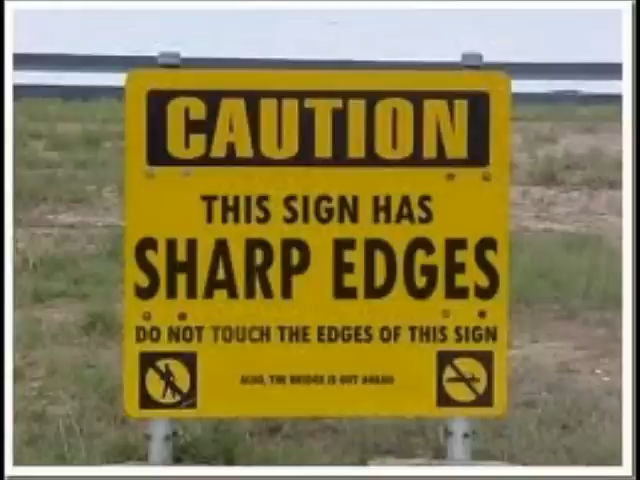 CAUTION
THIS SIGN HAS
SHARP EDGES
DO NOT TOUCH THE EDGES OF THIS SIGN
ALSO, THE BRIDGE IS OUT AHEAD